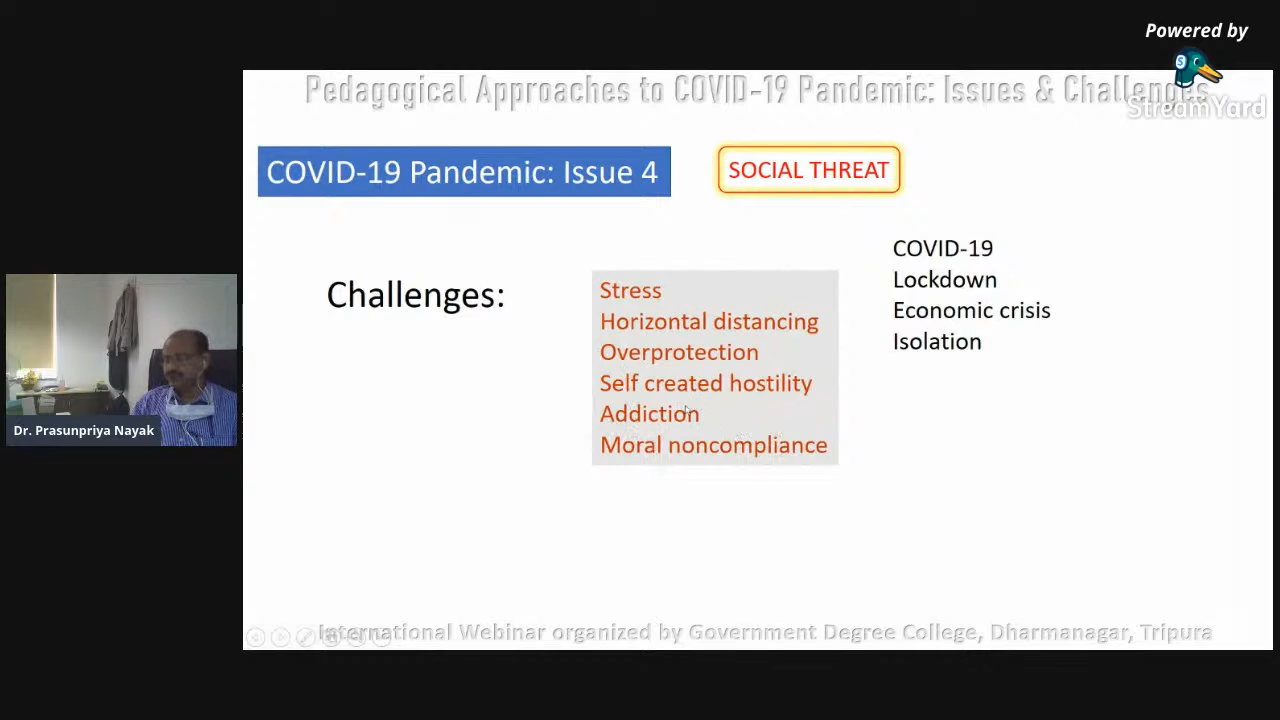 Powered by
StreamYard
Pedagogical Approaches to COVID-19 Pandemic: Issues & Challenges
COVID-19 Pandemic: Issue 4
SOCIAL THREAT
Challenges:
Stress
Horizontal distancing
Overprotection
Self created hostility
Addiction
Moral noncompliance
COVID-19
Lockdown
Economic crisis
Isolation
Dr. Prasunpriya Nayak
International Webinar organized by Government Degree College, Dharmanagar, Tripura